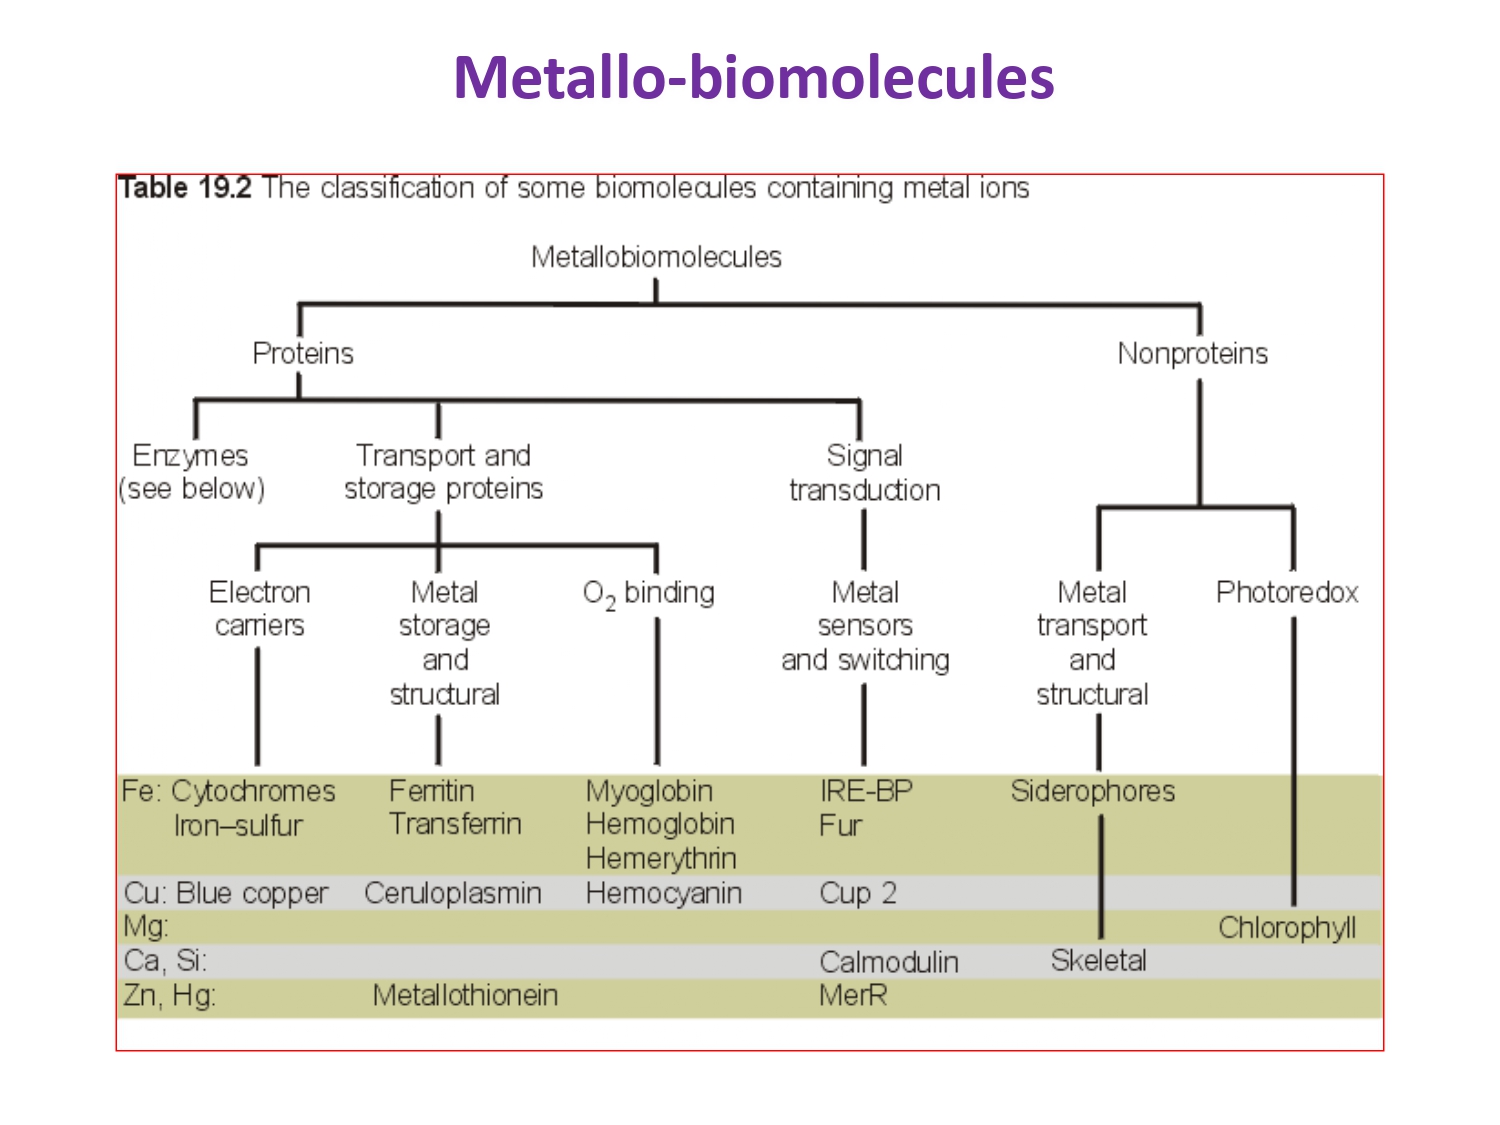 Metallo-biomolecules
Table 19.2 The classification of some biomolecules containing metal ions
Metallobiomolecules
Proteins
Nonproteins
Enzymes
(see below)
Transport and
storage proteins
Signal
transduction
Electron
carriers
Metal
storage
and
structural
O2 binding
Metal
sensors
and switching
Metal
transport
and
structural
Photoredox
Fe: Cytochromes Ferritin Myoglobin IRE-BP Siderophores
Iron–sulfur Transferrin Hemoglobin Fur
Hemerythrin
Cu: Blue copper Ceruloplasmin Hemocyanin Cup 2
Mg: Chlorophyll
Ca, Si: Calmodulin Skeletal
Zn, Hg: Metallothionein MerR